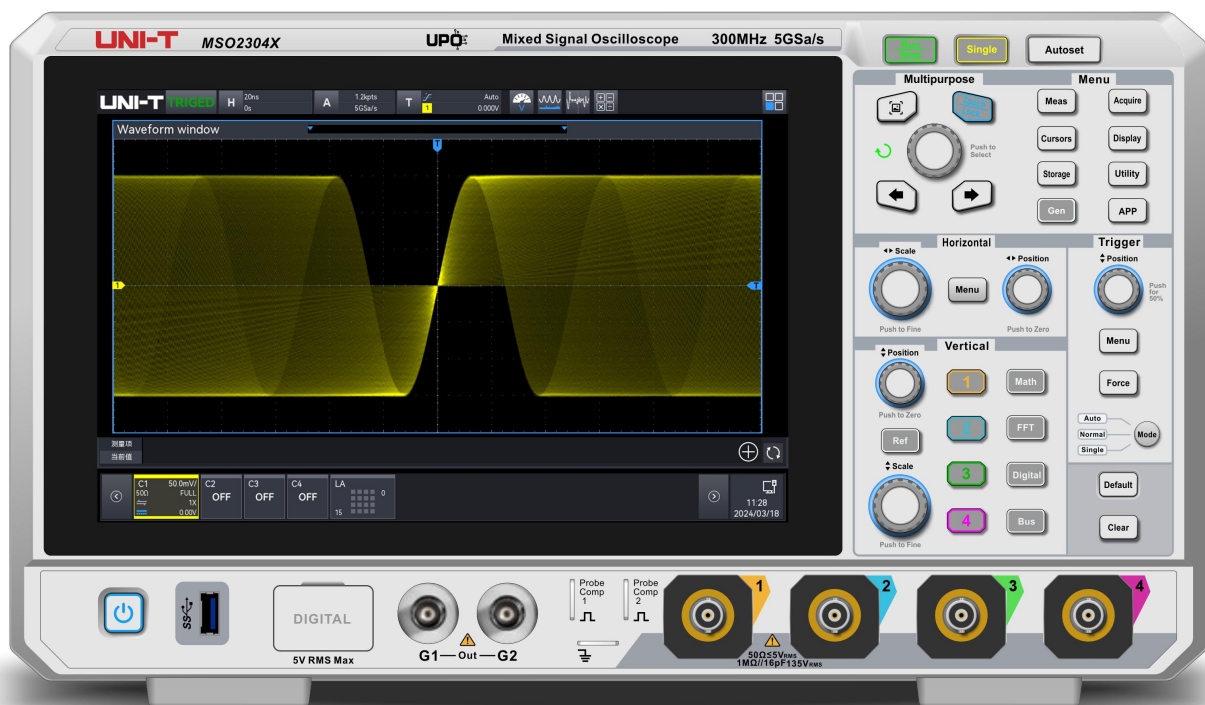 UNI-T MSO2304X UPO Mixed Signal Oscilloscope 300MHz 5GSa/s
Run
Stop
Single
Autoset
UNI-T TRIGED H 20ns 0s A 1.2kpts 5GSa/s T 1 Auto 0.000V V
Waveform window
T
1
T
测量项
当前值
C1 50.0mV/
50Ω FULL
1X
0.00V
C2
OFF
C3
OFF
C4
OFF
LA
0
15
11:28
2024/03/18
Multipurpose
Touch
Lock
Push to
Select
Menu
Meas
Acquire
Cursors
Display
Storage
Utility
Gen
APP
Horizontal
Scale
Position
Menu
Push to Fine
Push to Zero
Trigger
Position
Push
for
50%
Menu
Force
Auto
Normal
Single
Mode
Default
Clear
Vertical
Position
Push to Zero
Ref
Scale
Push to Fine
1
Math
2
FFT
3
Digital
4
Bus
SS
DIGITAL
5V RMS Max
G1 Out G2
Probe
Comp
1
Probe
Comp
2
1
2
3
4
50Ω≤5VRMS
1MΩ//16pF135VRMS